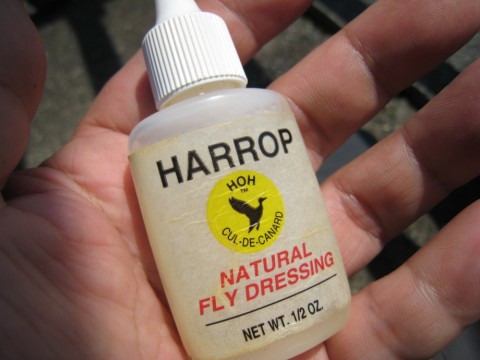 HARROP
HOH
TM
CUL-DE-CANARD
NATURAL
FLY DRESSING
NET WT. 1/2 OZ.